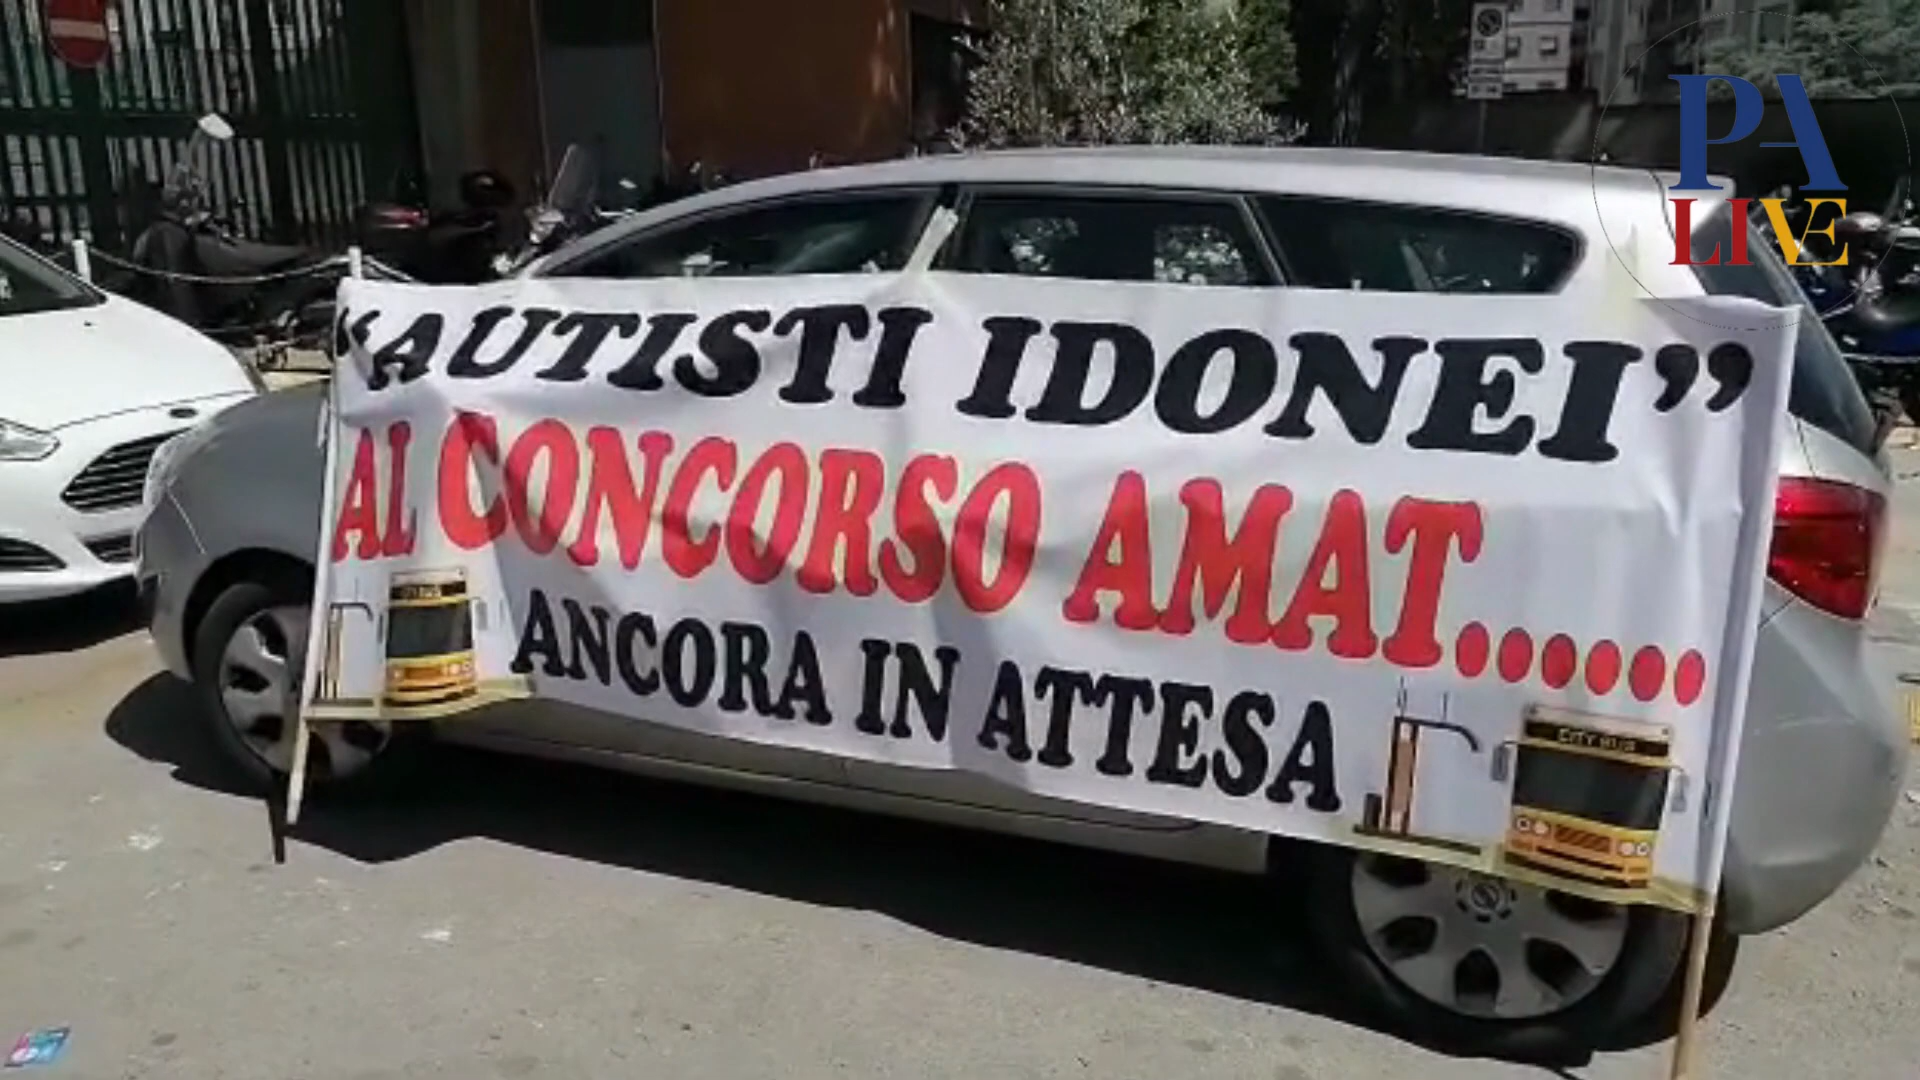 PA
LIVE
“AUTISTI IDONEI”
AL CONCORSO AMAT......
ANCORA IN ATTESA
CITY BUS